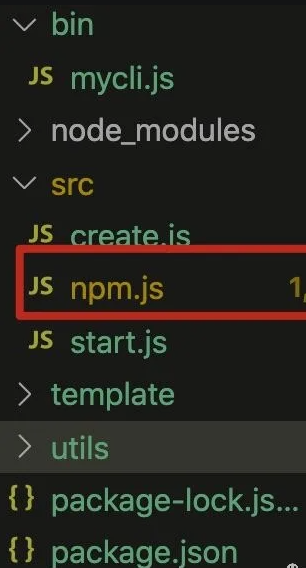 bin
JS mycli.js
node_modules
src
JS create.js
JS npm.js 1,
JS start.js
template
utils
{} package-lock.js...
{} package.json